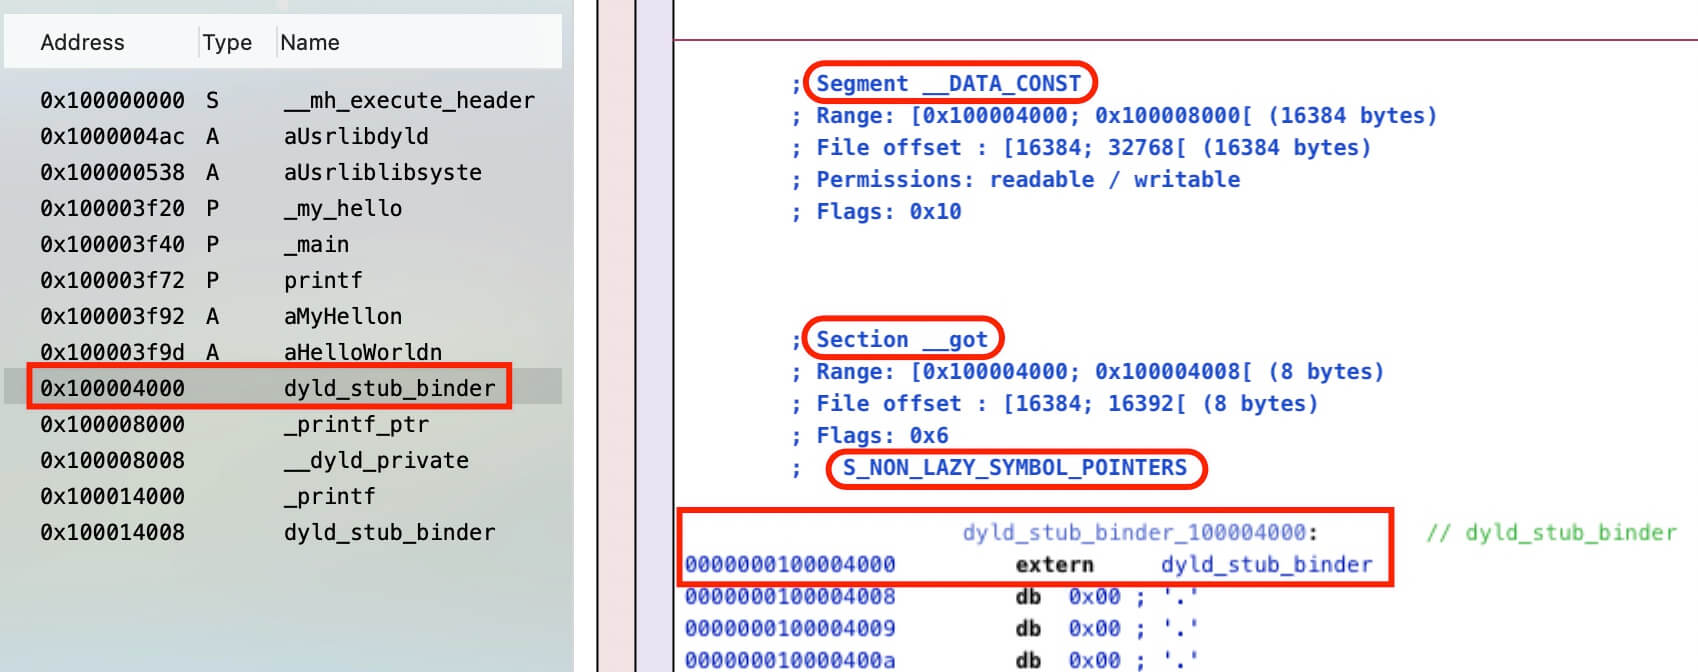 Address Type Name
0x100000000 S __mh_execute_header
0x1000004ac A aUsrlibdyld
0x100000538 A aUsrliblibsyste
0x100003f20 P _my_hello
0x100003f40 P _main
0x100003f72 P printf
0x100003f92 A aMyHellon
0x100003f9d A aHelloWorldn
0x100004000 dyld_stub_binder
0x100008000 _printf_ptr
0x100008008 __dyld_private
0x100014000 _printf
0x100014008 dyld_stub_binder
; Segment __DATA_CONST
; Range: [0x100004000; 0x100008000[ (16384 bytes)
; File offset : [16384; 32768[ (16384 bytes)
; Permissions: readable / writable
; Flags: 0x10
; Section __got
; Range: [0x100004000; 0x100004008[ (8 bytes)
; File offset : [16384; 16392[ (8 bytes)
; Flags: 0x6
; S_NON_LAZY_SYMBOL_POINTERS
dyld_stub_binder_100004000: // dyld_stub_binder
0000000100004000 extern dyld_stub_binder
0000000100004008 db 0x00 ; '.'
0000000100004009 db 0x00 ; '.'
000000010000400a db 0x00 ; '.'